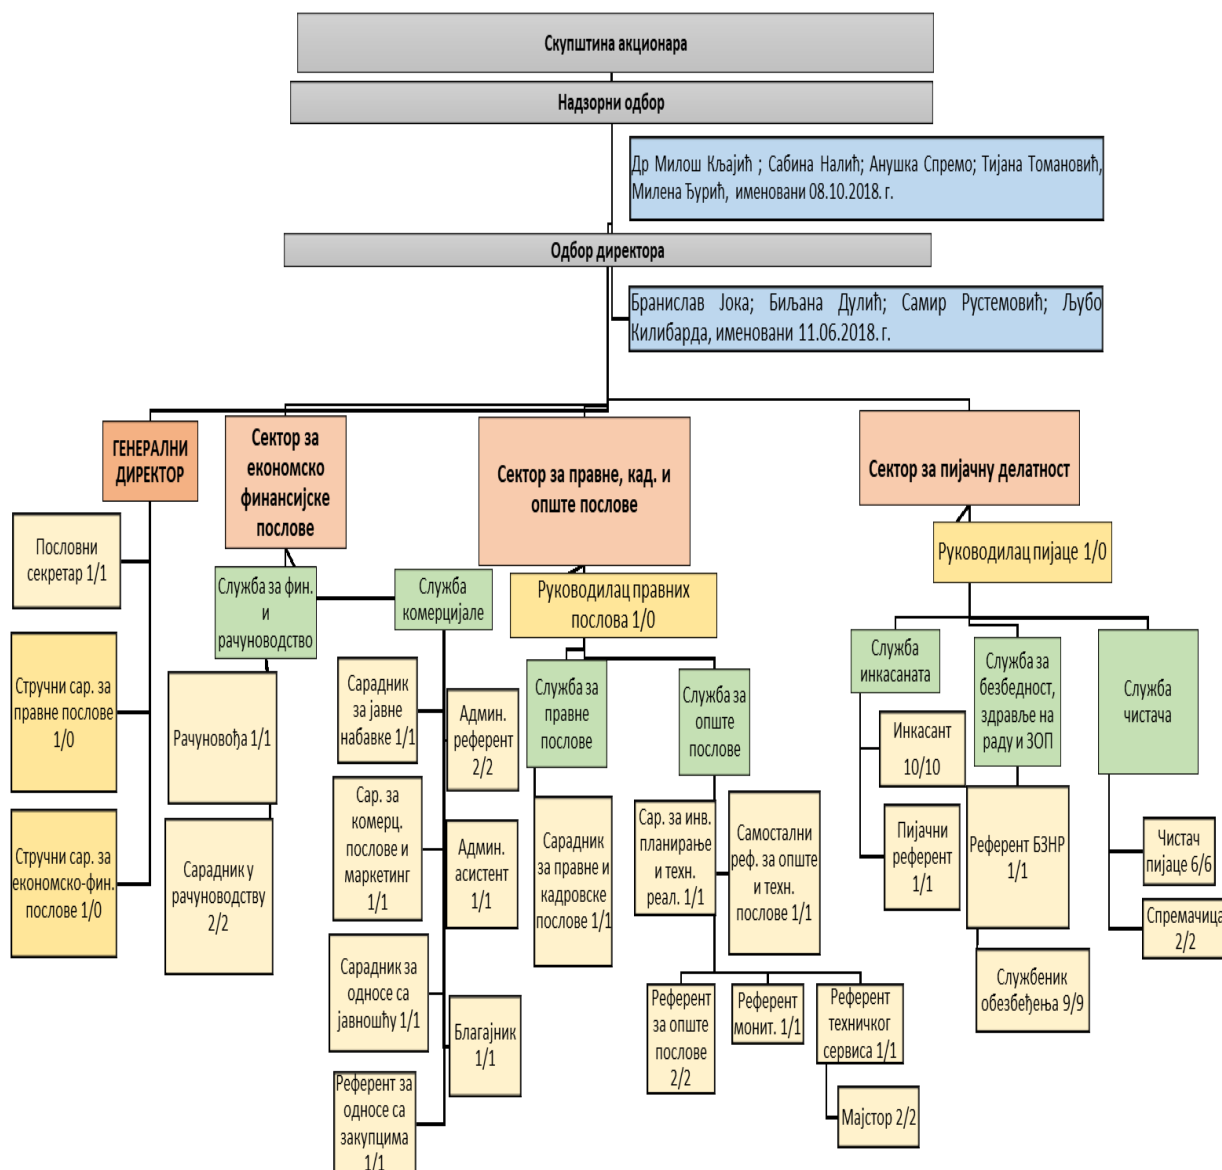 Скупштина акционара
Надзорни одбор
Др Милош Кљајић ; Сабина Налић; Анушка Спремо; Тијана Томановић,
Милена Ђурић, именовани 08.10.2018. г.
Одбор директора
Бранислав Јока; Биљана Дулић; Самир Рустемовић; Љубо
Килибарда, именовани 11.06.2018. г.
ГЕНЕРАЛНИ
ДИРЕКТОР
Пословни
секретар 1/1
Стручни сар. за
правне послове
1/0
Стручни сар. за
економско-фин.
послове 1/0
Сектор за
економско
финансијске
послове
Служба за фин.
и
рачуноводство
Рачуновођа 1/1
Сарадник у
рачуноводству
2/2
Служба
комерцијале
Сарадник
за јавне
набавке 1/1
Админ.
референт
2/2
Сар. за
комерц.
послове и
маркетинг
1/1
Админ.
асистент
1/1
Сарадник за
односе са
јавношћу 1/1
Благајник
1/1
Референт за
односе са
закупцима
1/1
Сектор за правне, кад. и
опште послове
Руководилац правних
послова 1/0
Служба за
правне
послове
Сарадник
за правне и
кадровске
послове 1/1
Служба за
опште
послове
Сар. за инв.
планирање
и техн.
реал. 1/1
Самостални
реф. за опште
и техн.
послове 1/1
Референт
за опште
послове
2/2
Референт
монит. 1/1
Референт
техничког
сервиса 1/1
Мајстор 2/2
Сектор за пијачну делатност
Руководилац пијаце 1/0
Служба
инкасаната
Инкасант
10/10
Пијачни
референт
1/1
Служба за
безбедност,
здравље на
раду и ЗОП
Референт БЗНР
1/1
Службеник
обезбеђења 9/9
Служба
чистача
Чистач
пијаце 6/6
Спремачица
2/2